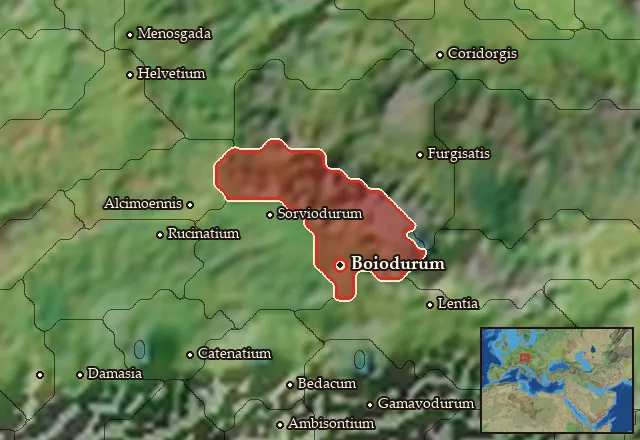 Menosgada
Coridorgis
Helvetium
Furgisatis
Alcimoennis
Sorviodurum
Rucinatium
Boiodurum
Lentia
Catenatium
Damasia
Bedacum
Gamavodurum
Ambisontium